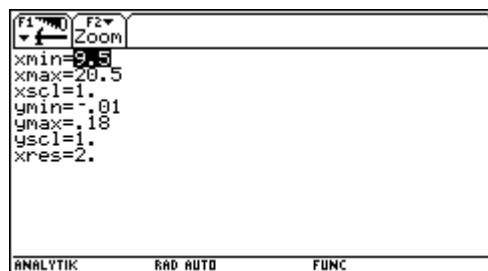 F1 F2
Zoom
xmin=9.5
xmax=20.5
xscl=1.
ymin=⁻.01
ymax=.18
yscl=1.
xres=2.
ANALYTIK RAD AUTO FUNC